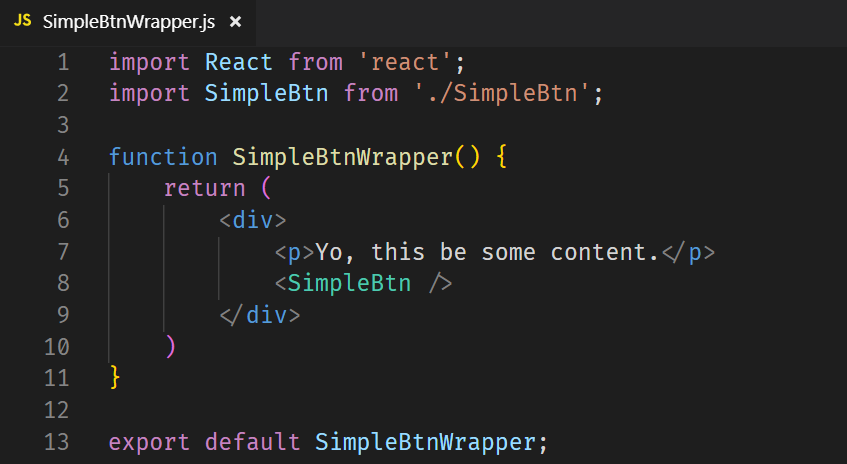 JS SimpleBtnWrapper.js ×
1 import React from 'react';
2 import SimpleBtn from './SimpleBtn';
3
4 function SimpleBtnWrapper() {
5     return (
6         <div>
7             <p>Yo, this be some content.</p>
8             <SimpleBtn />
9         </div>
10     )
11 }
12
13 export default SimpleBtnWrapper;